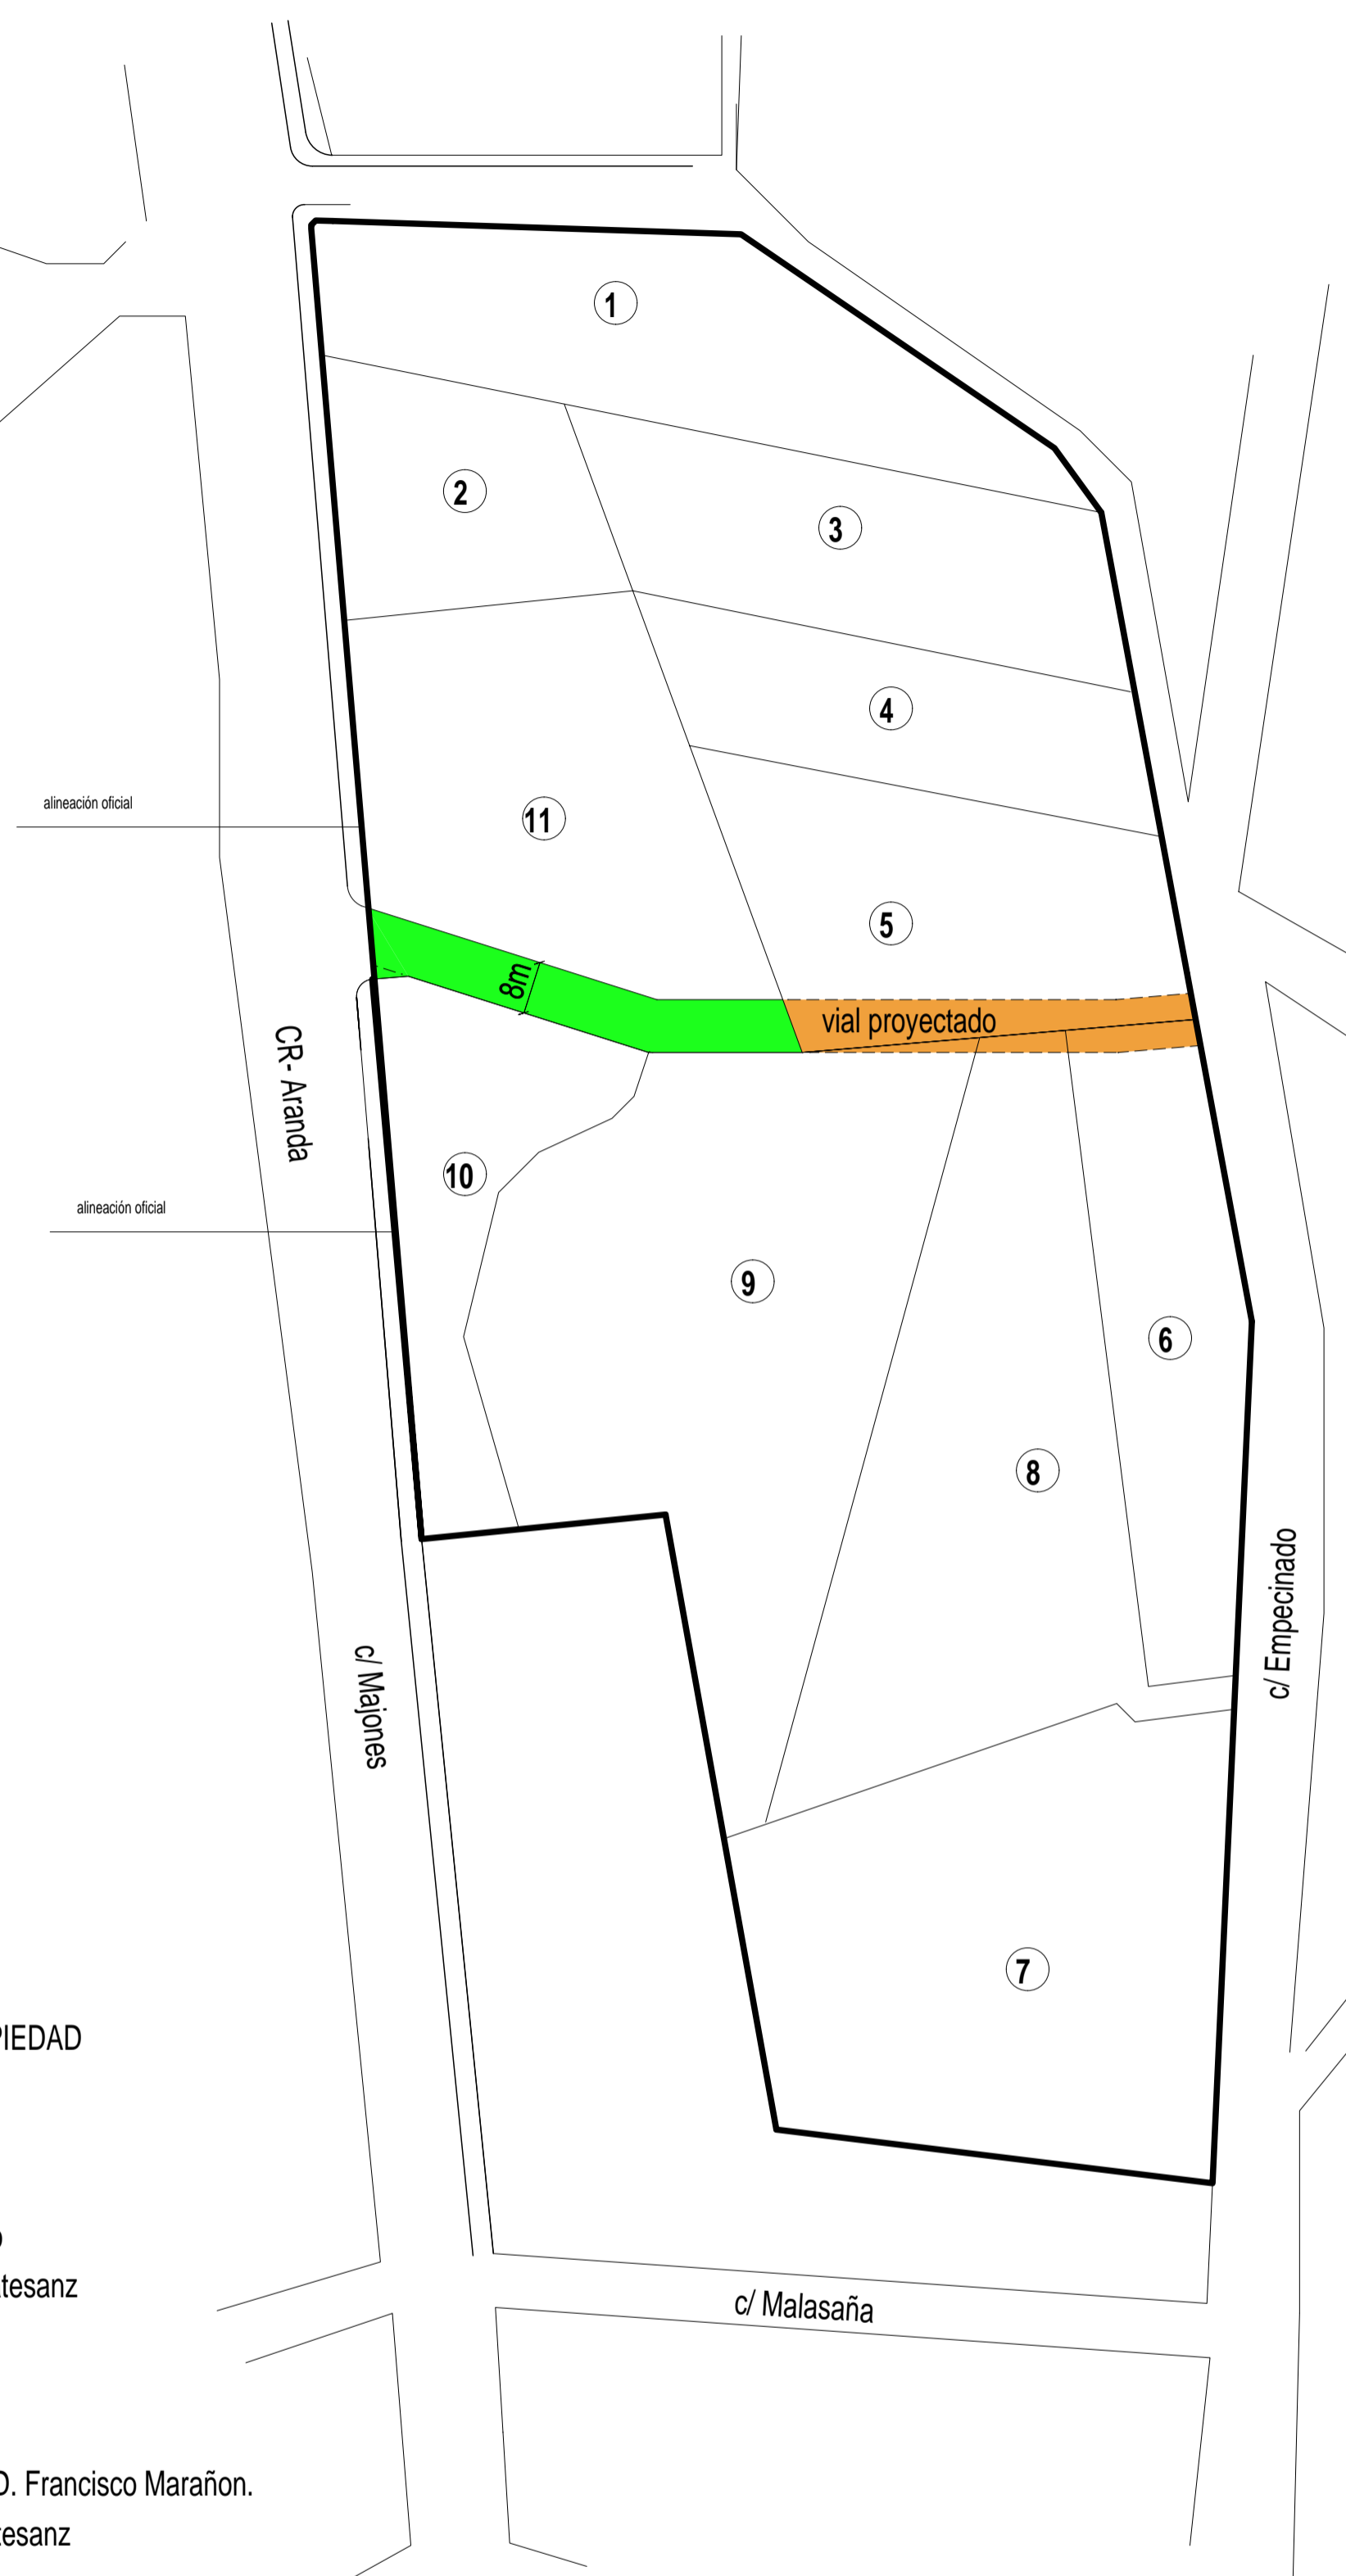 1
2
3
4
alineación oficial
11
5
8m
vial proyectado
CR- Aranda
10
alineación oficial
9
6
8
c/ Empecinado
c/ Majones
7
PIEDAD
tesanz
c/ Malasaña
D. Francisco Marañon.
tesanz